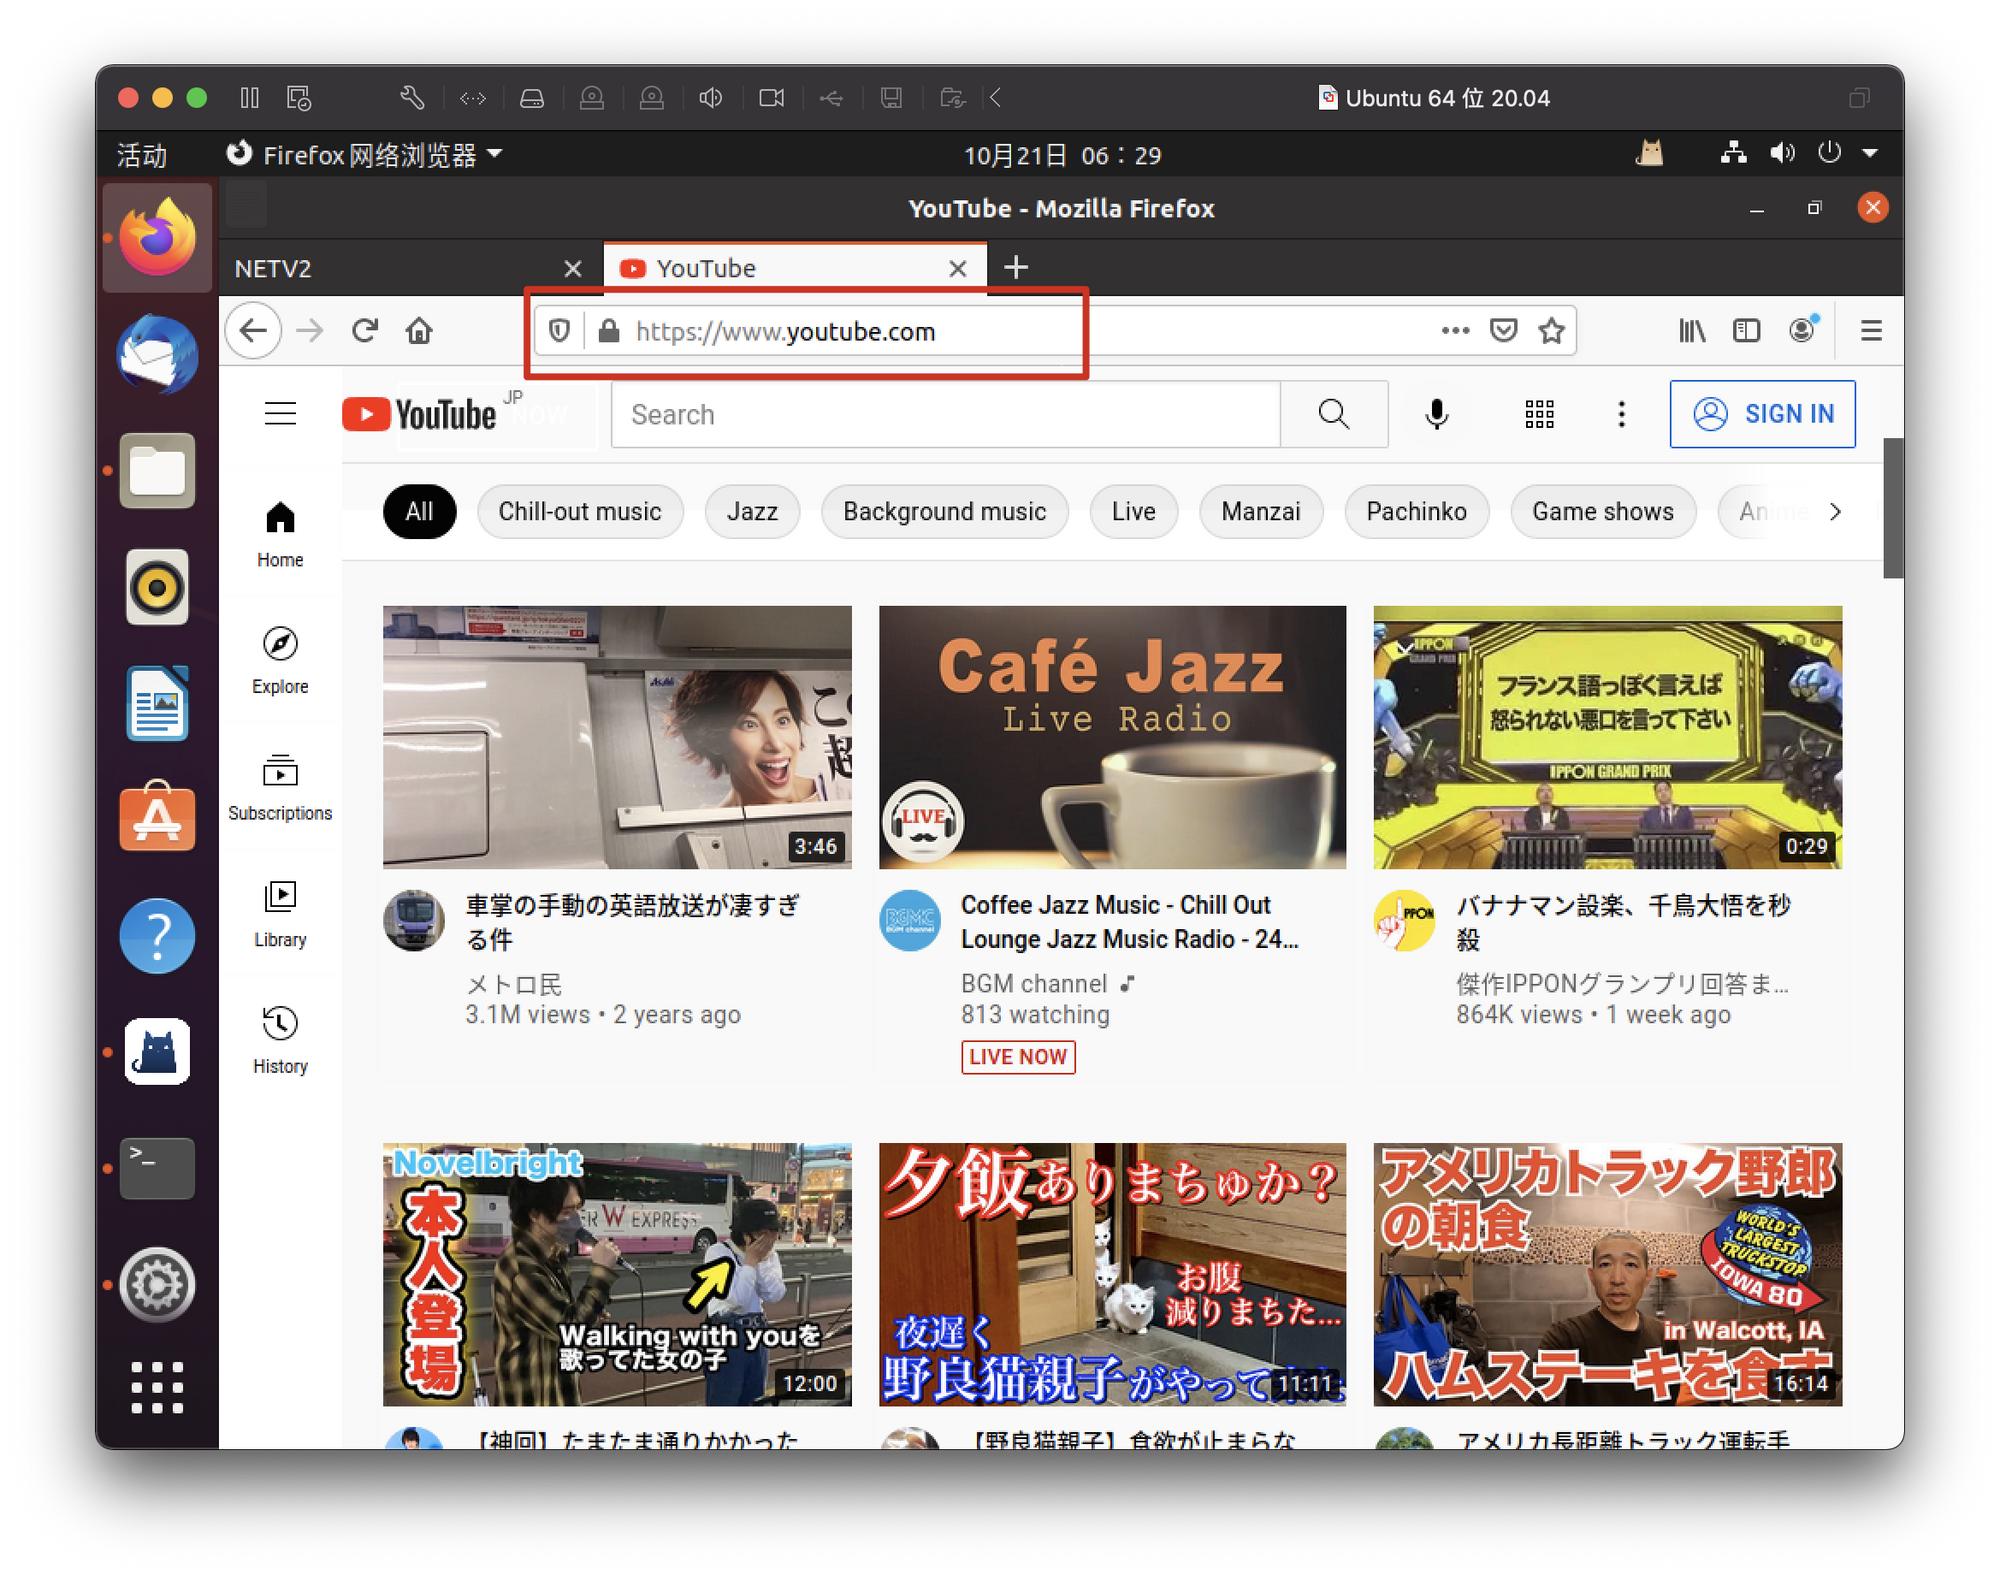 Ubuntu 64 位 20.04
活动
Firefox 网络浏览器
10月21日 06：29
YouTube - Mozilla Firefox
NETV2
YouTube
https://www.youtube.com
YouTube JP
Search
SIGN IN
All
Chill-out music
Jazz
Background music
Live
Manzai
Pachinko
Game shows
Anime
Home
Explore
Subscriptions
Library
History
Asahi
3:46
Café Jazz
Live Radio
LIVE
IPPON
GRAND PRIX
フランス語っぽく言えば
怒られない悪口を言って下さい
IPPON GRAND PRIX
0:29
車掌の手動の英語放送が凄すぎ
る件
メトロ民
3.1M views • 2 years ago
BGMC
BGM channel
Coffee Jazz Music - Chill Out
Lounge Jazz Music Radio - 24...
BGM channel
813 watching
LIVE NOW
IPPON
バナナマン設楽、千鳥大悟を秒
殺
傑作IPPONグランプリ回答ま...
864K views • 1 week ago
Novelbright
本人登場
W EXPRESS
Walking with youを
歌ってた女の子
12:00
夕飯ありまちゅか？
お腹
減りまちた...
夜遅く
野良猫親子がやって来た
11:11
アメリカトラック野郎
の朝食
WORLD'S
LARGEST
TRUCKSTOP
IOWA 80
in Walcott, IA
ハムステーキを食す
16:14
【神回】たまたま通りかかった
【野良猫親子】食欲が止まらな
アメリカ長距離トラック運転手